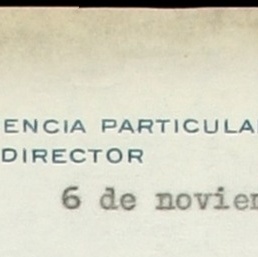 ENCIA PARTICULA
DIRECTOR
6 de novien